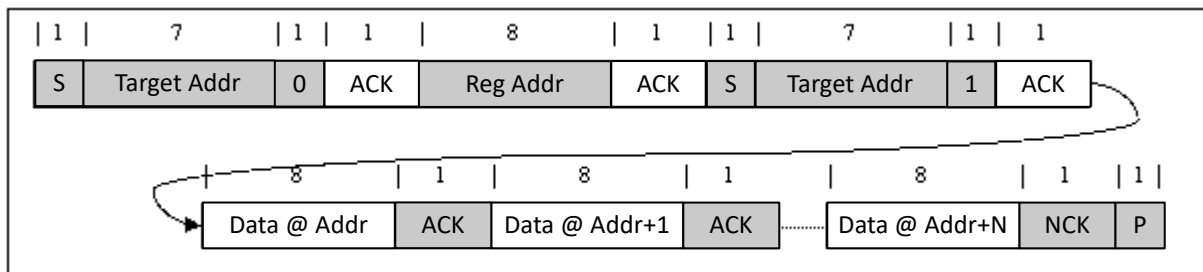 | 1 | 7 | 1 | 1 | 8 | 1 | 1 | 7 | 1 | 1
S Target Addr 0 ACK Reg Addr ACK S Target Addr 1 ACK
| 8 | 1 | 8 | 1 | 8 | 1 | 1 |
Data @ Addr ACK Data @ Addr+1 ACK Data @ Addr+N NCK P